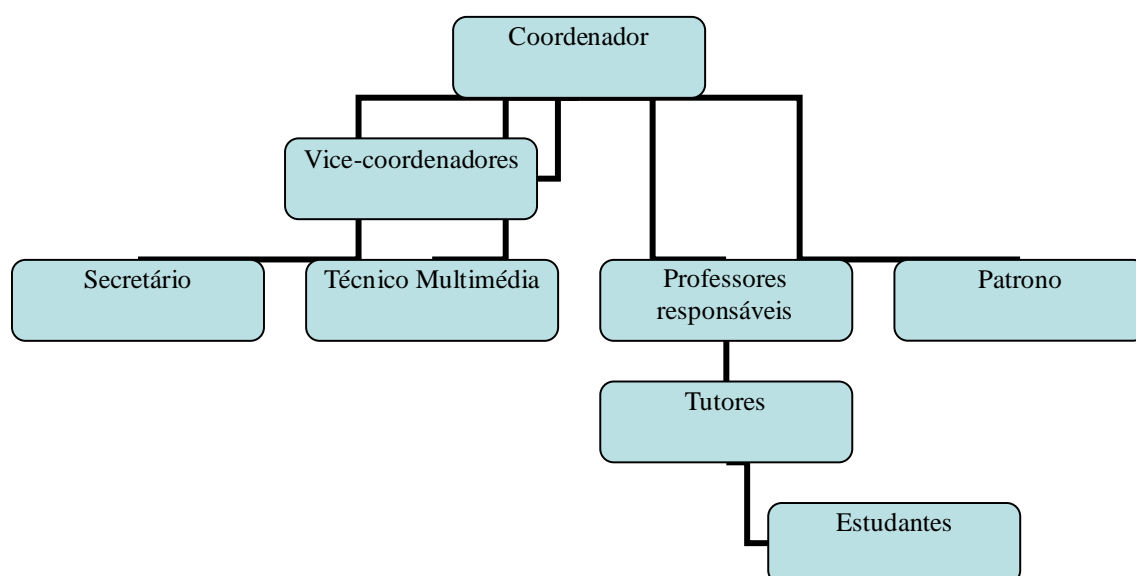 Coordenador
Vice-coordenadores
Secretário
Técnico Multimédia
Professores
responsáveis
Patrono
Tutores
Estudantes